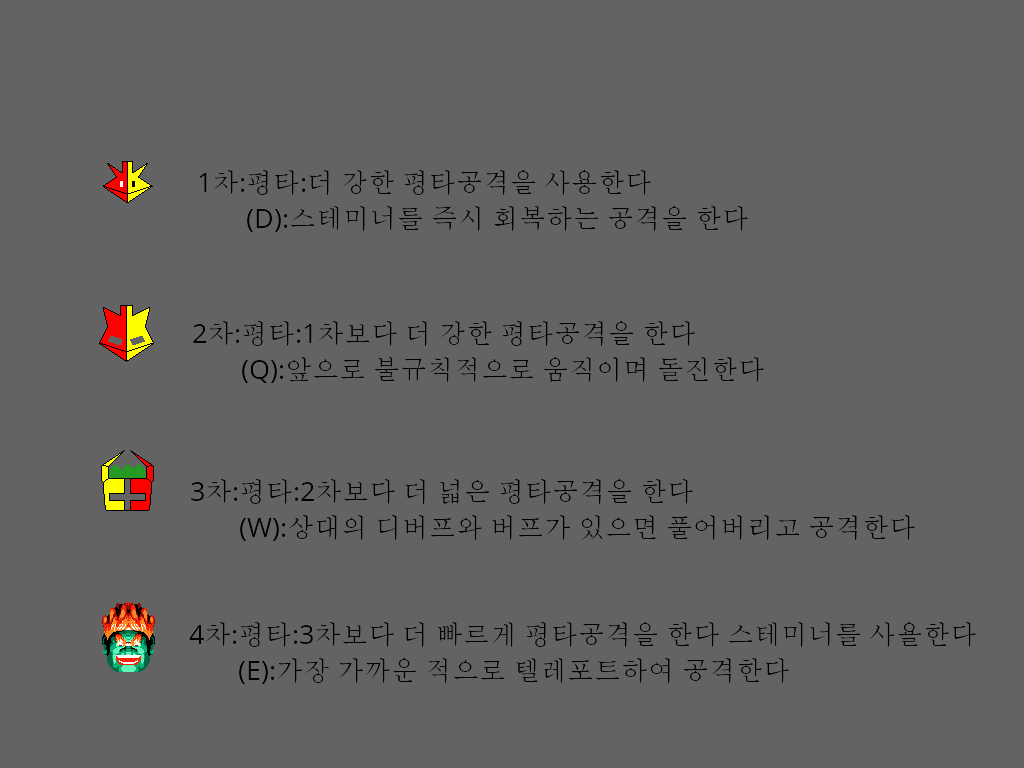 1차:평타:더 강한 평타공격을 사용한다
(D):스테미너를 즉시 회복하는 공격을 한다
2차:평타:1차보다 더 강한 평타공격을 한다
(Q):앞으로 불규칙적으로 움직이며 돌진한다
3차:평타:2차보다 더 넓은 평타공격을 한다
(W):상대의 디버프와 버프가 있으면 풀어버리고 공격한다
4차:평타:3차보다 더 빠르게 평타공격을 한다 스테미너를 사욜한다
(E):가장 가까운 적으로 텔레포트하여 공격한다